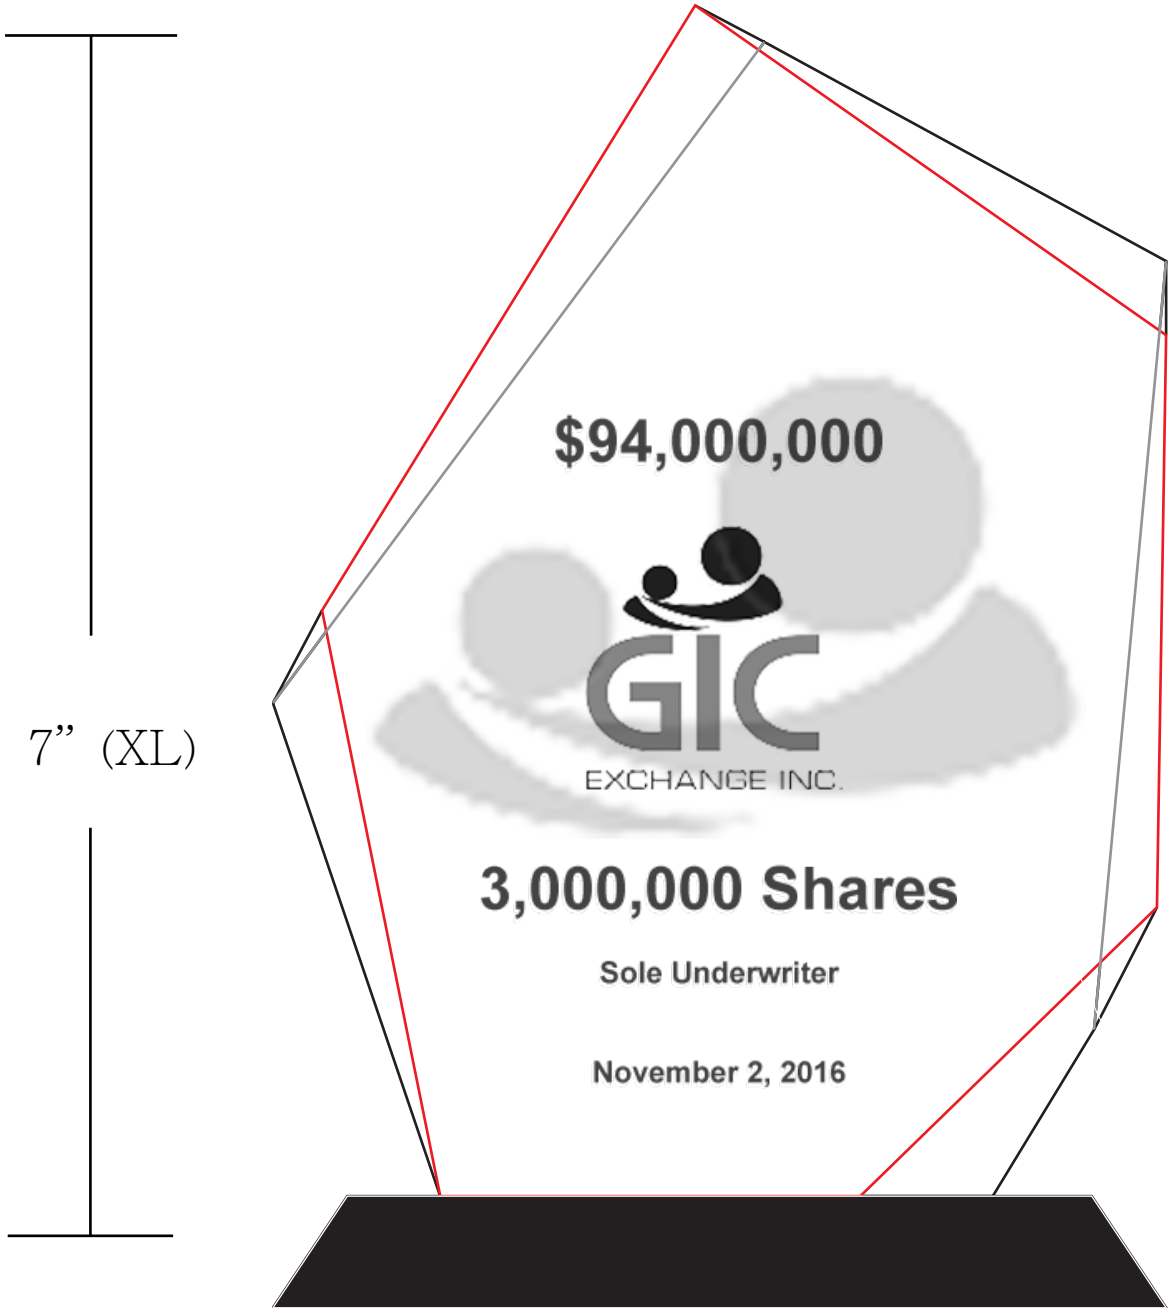 $94,000,000
GIC
EXCHANGE INC.
7” (XL)
3,000,000 Shares
Sole Underwriter
November 2, 2016